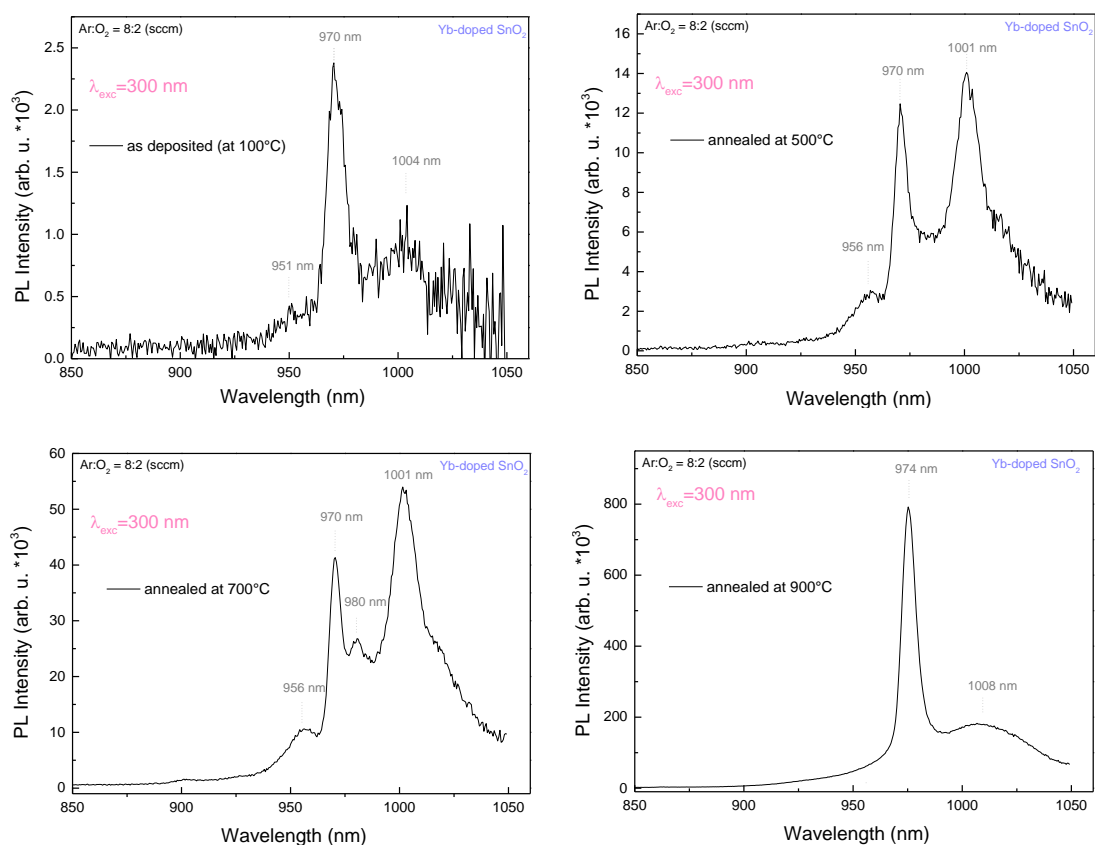 Ar:O₂ = 8:2 (sccm) Yb-doped SnO₂
970 nm
λexc=300 nm
as deposited (at 100°C)
1004 nm
951 nm
PL Intensity (arb. u. *10³)
2.5
2.0
1.5
1.0
0.5
0.0
850 900 950 1000 1050
Wavelength (nm)
Ar:O₂ = 8:2 (sccm) Yb-doped SnO₂
1001 nm
970 nm
λexc=300 nm
annealed at 500°C
956 nm
PL Intensity (arb. u. *10³)
16
14
12
10
8
6
4
2
0
850 900 950 1000 1050
Wavelength (nm)
Ar:O₂ = 8:2 (sccm) Yb-doped SnO₂
1001 nm
970 nm
λexc=300 nm
annealed at 700°C
980 nm
956 nm
PL Intensity (arb. u. *10³)
60
50
40
30
20
10
0
850 900 950 1000 1050
Wavelength (nm)
Ar:O₂ = 8:2 (sccm) Yb-doped SnO₂
974 nm
λexc=300 nm
annealed at 900°C
1008 nm
PL Intensity (arb. u. *10³)
800
600
400
200
0
850 900 950 1000 1050
Wavelength (nm)